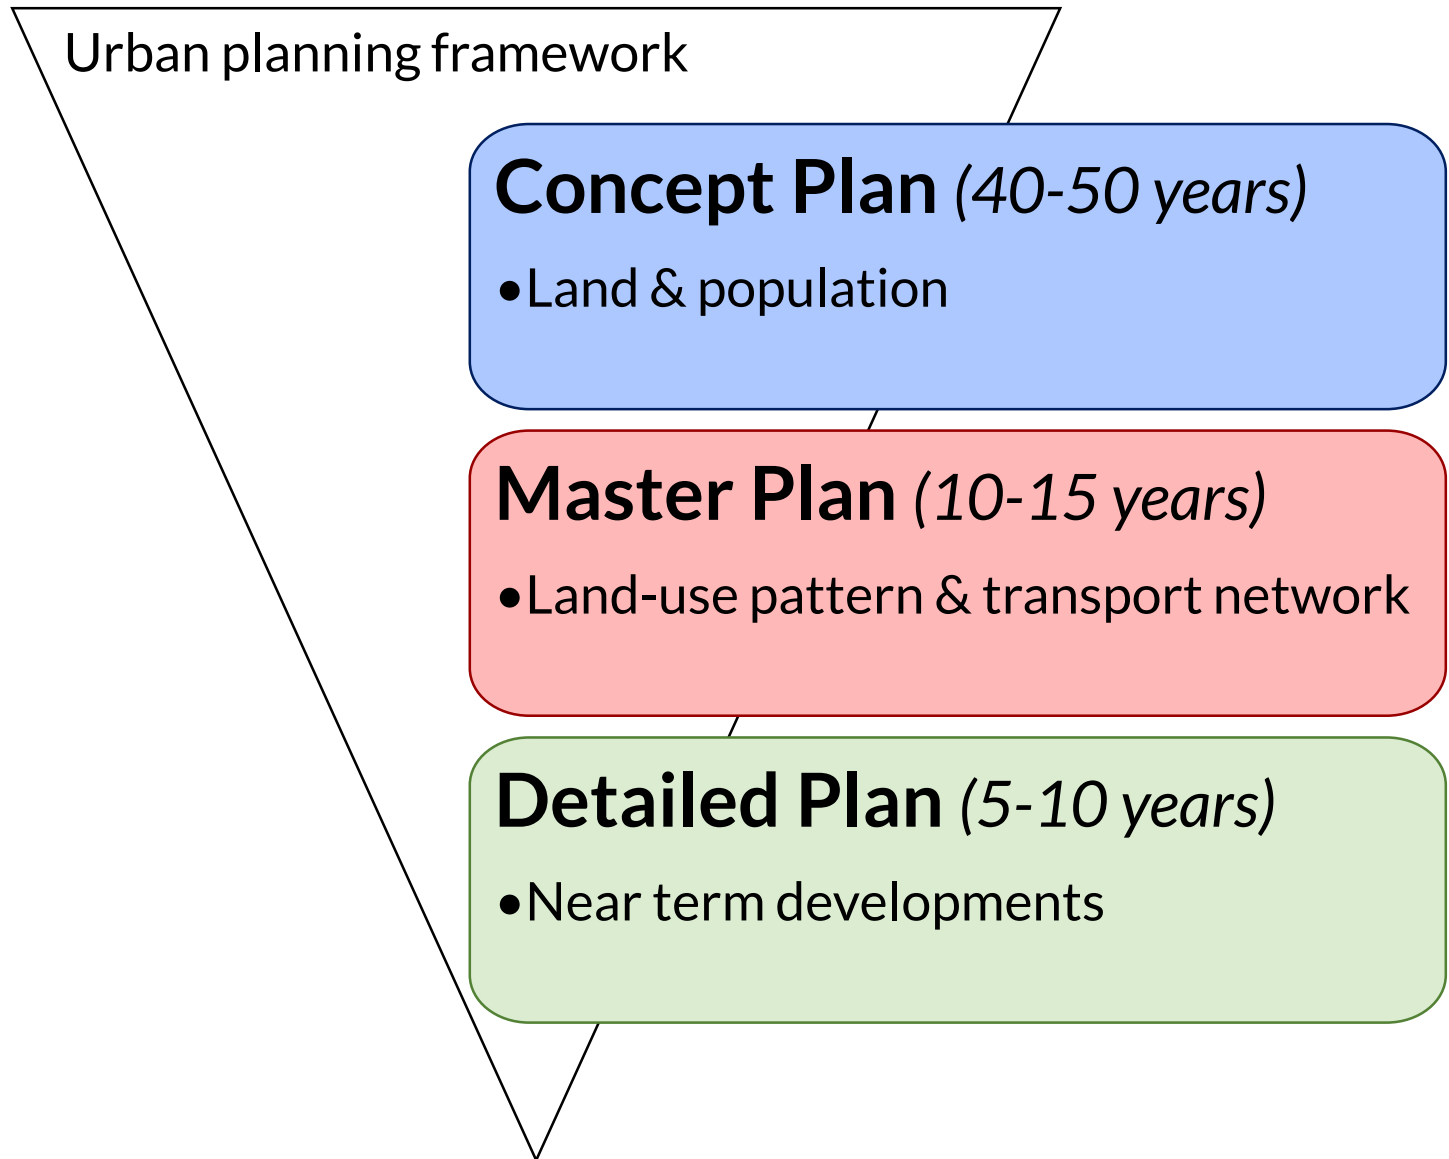 Urban planning framework
Concept Plan (40-50 years)
•Land & population
Master Plan (10-15 years)
•Land-use pattern & transport network
Detailed Plan (5-10 years)
•Near term developments